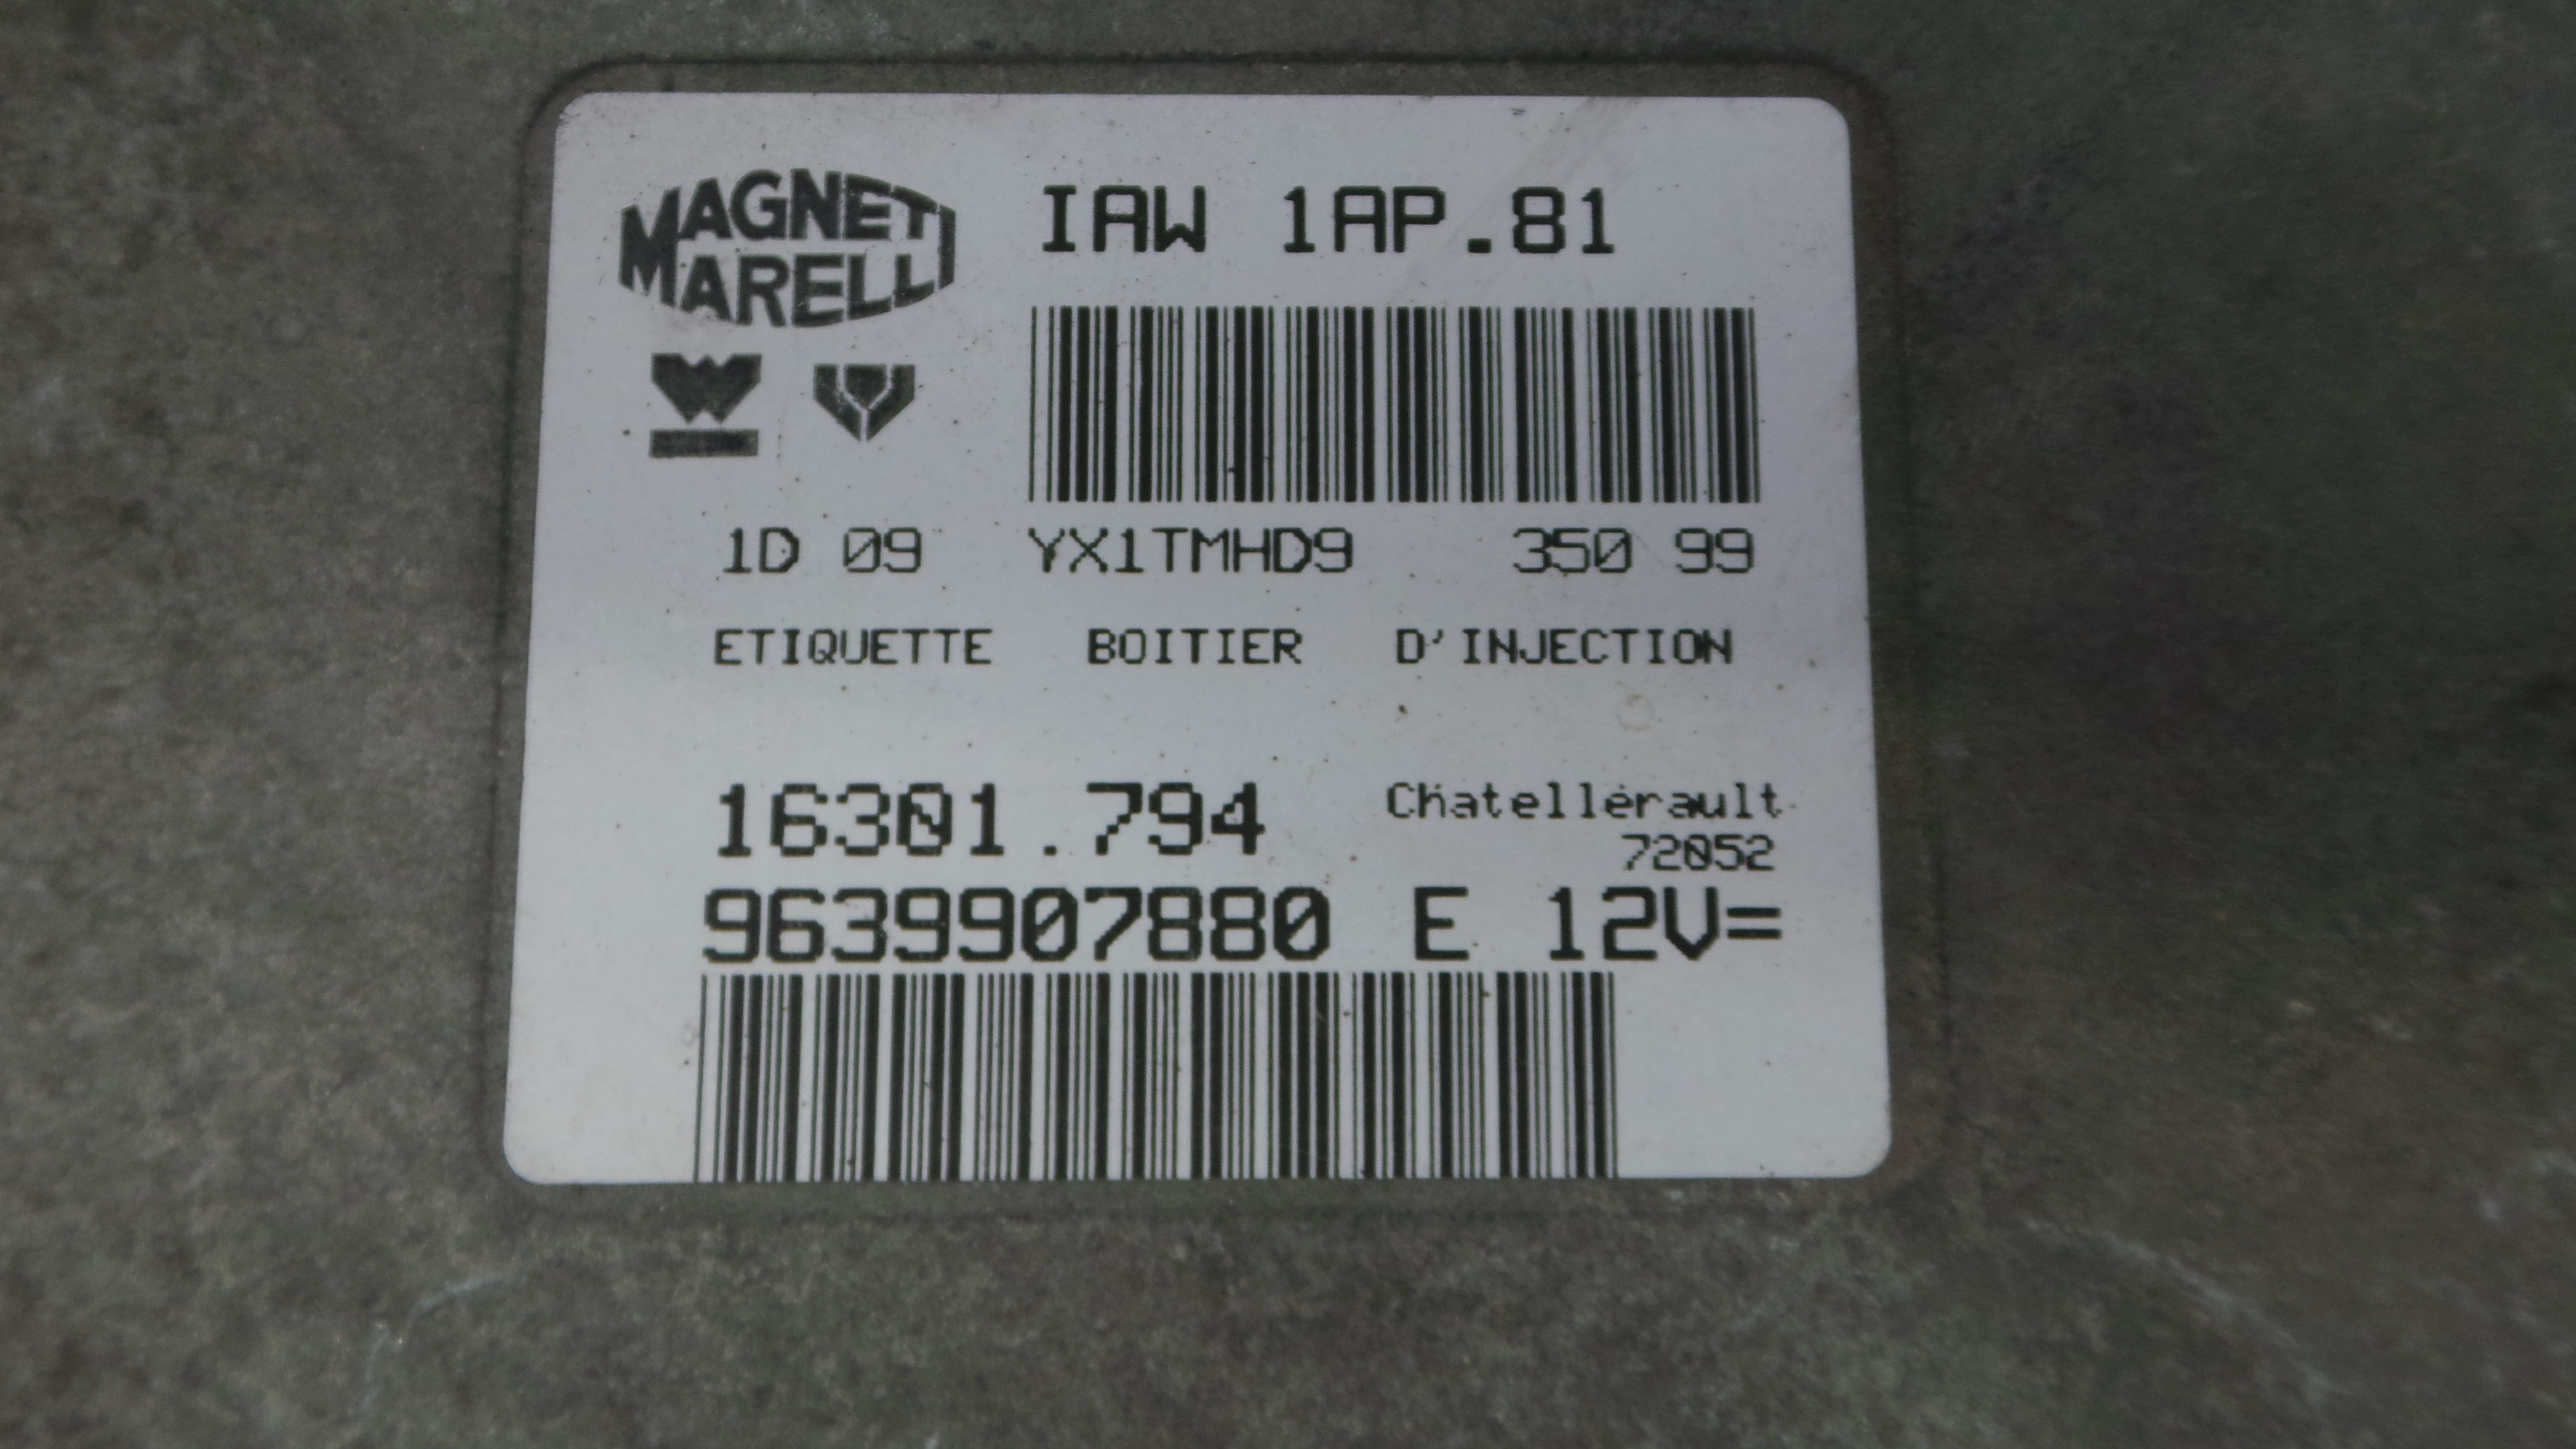 MAGNETI
MARELLI
IAW 1AP.81
1D 09 YX1TMHD9 350 99
ETIQUETTE BOITIER D'INJECTION
16301.794
Chatellerault
72052
9639907880 E 12V=